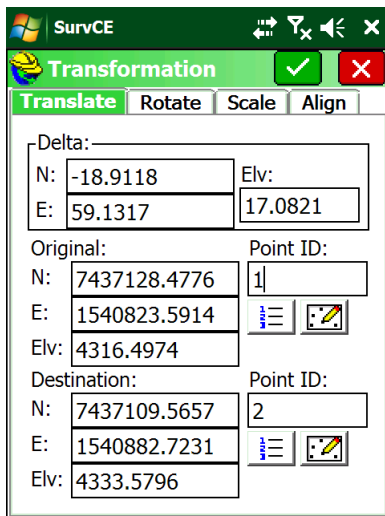 SurvCE
Transformation
Translate Rotate Scale Align
Delta:
N: -18.9118 Elv:
E: 59.1317 17.0821
Original: Point ID:
N: 7437128.4776 1
E: 1540823.5914
Elv: 4316.4974
Destination: Point ID:
N: 7437109.5657 2
E: 1540882.7231
Elv: 4333.5796